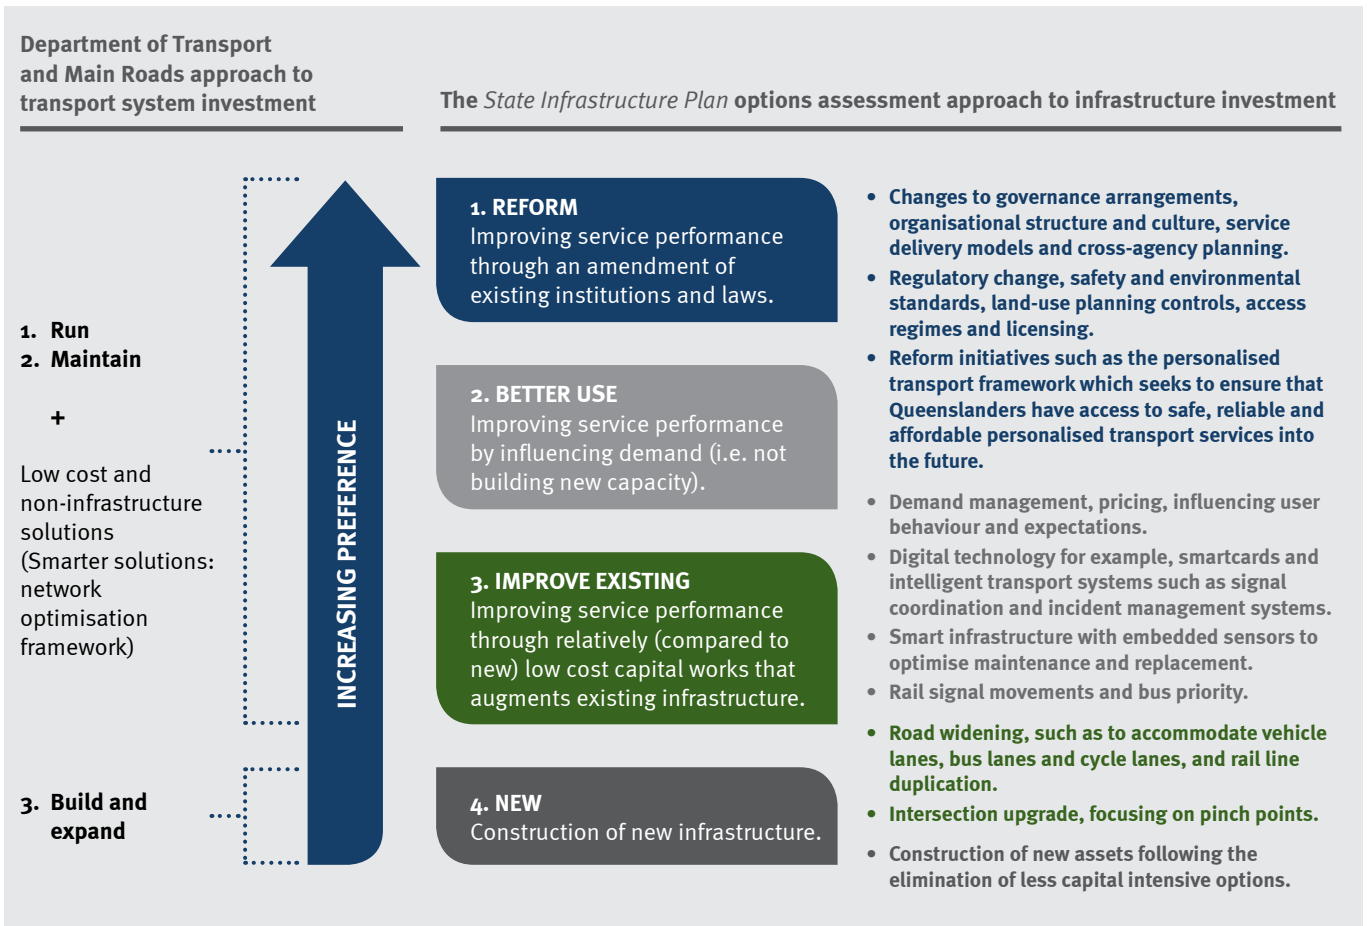 Department of Transport
and Main Roads approach to
transport system investment
The State Infrastructure Plan options assessment approach to infrastructure investment
1. Run
2. Maintain
+
Low cost and
non-infrastructure
solutions
(Smarter solutions:
network
optimisation
framework)
3. Build and
expand
INCREASING PREFERENCE
1. REFORM
Improving service performance
through an amendment of
existing institutions and laws.
2. BETTER USE
Improving service performance
by influencing demand (i.e. not
building new capacity).
3. IMPROVE EXISTING
Improving service performance
through relatively (compared to
new) low cost capital works that
augments existing infrastructure.
4. NEW
Construction of new infrastructure.
• Changes to governance arrangements,
organisational structure and culture, service
delivery models and cross-agency planning.
• Regulatory change, safety and environmental
standards, land-use planning controls, access
regimes and licensing.
• Reform initiatives such as the personalised
transport framework which seeks to ensure that
Queenslanders have access to safe, reliable and
affordable personalised transport services into
the future.
• Demand management, pricing, influencing user
behaviour and expectations.
• Digital technology for example, smartcards and
intelligent transport systems such as signal
coordination and incident management systems.
• Smart infrastructure with embedded sensors to
optimise maintenance and replacement.
• Rail signal movements and bus priority.
• Road widening, such as to accommodate vehicle
lanes, bus lanes and cycle lanes, and rail line
duplication.
• Intersection upgrade, focusing on pinch points.
• Construction of new assets following the
elimination of less capital intensive options.